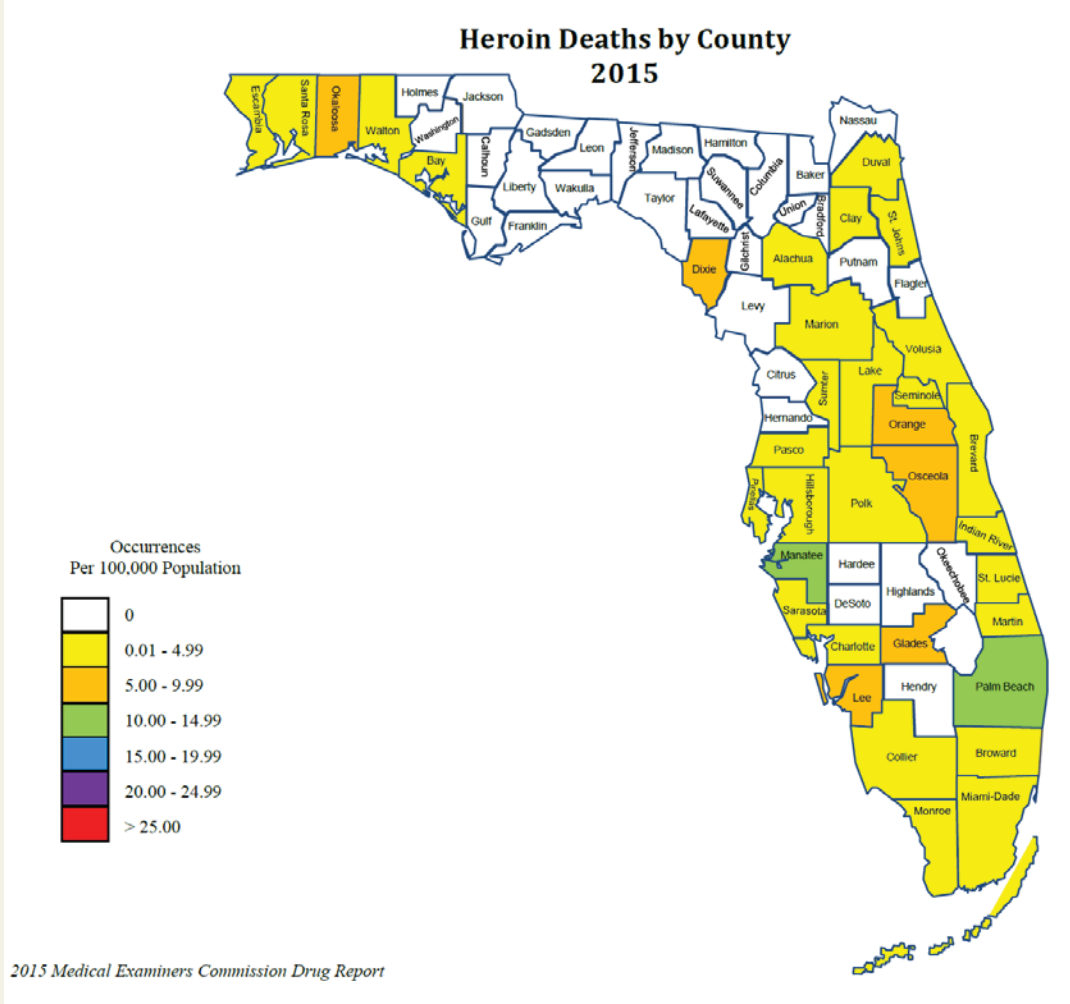 Heroin Deaths by County
2015
Escambia
Santa Rosa
Okaloosa
Walton
Holmes
Washington
Bay
Jackson
Calhoun
Gulf
Gadsden
Liberty
Franklin
Leon
Wakulla
Jefferson
Madison
Taylor
Hamilton
Suwannee
Lafayette
Dixie
Columbia
Gilchrist
Levy
Baker
Union
Bradford
Alachua
Nassau
Duval
Clay
St. Johns
Putnam
Flagler
Marion
Volusia
Citrus
Sumter
Lake
Seminole
Hernando
Orange
Brevard
Pasco
Osceola
Pinellas
Hillsborough
Polk
Indian River
Manatee
Hardee
Highlands
Okeechobee
St. Lucie
Sarasota
DeSoto
Martin
Charlotte
Glades
Lee
Hendry
Palm Beach
Collier
Broward
Monroe
Miami-Dade
Occurrences
Per 100,000 Population
0
0.01 - 4.99
5.00 - 9.99
10.00 - 14.99
15.00 - 19.99
20.00 - 24.99
> 25.00
2015 Medical Examiners Commission Drug Report